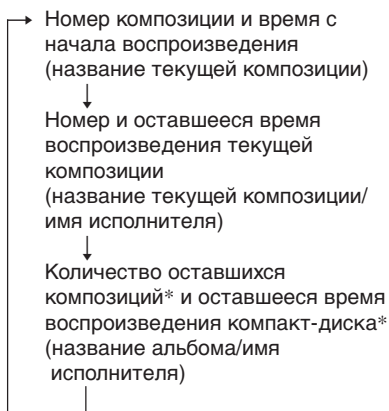 Номер композиции и время с
начала воспроизведения
(название текущей композиции)
Номер и оставшееся время
воспроизведения текущей
композиции
(название текущей композиции/
имя исполнителя)
Количество оставшихся
композиций* и оставшееся время
воспроизведения компакт-диска*
(название альбома/имя
исполнителя)